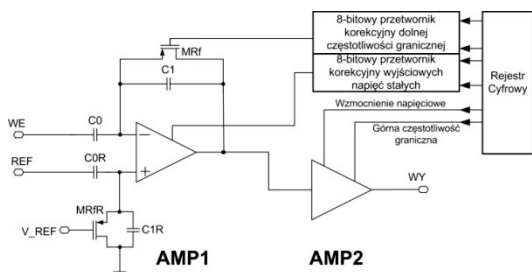 8-bitowy przetwornik
korekcyjny dolnej
częstotliwości granicznej
MRf
8-bitowy przetwornik
korekcyjny wyjściowych
napięć stałych
Rejestr
Cyfrowy
C1
Wzmocnienie napięciowe
WE
C0
Górna częstotliwość
graniczna
REF
C0R
WY
MRfR
V_REF
C1R
AMP1
AMP2